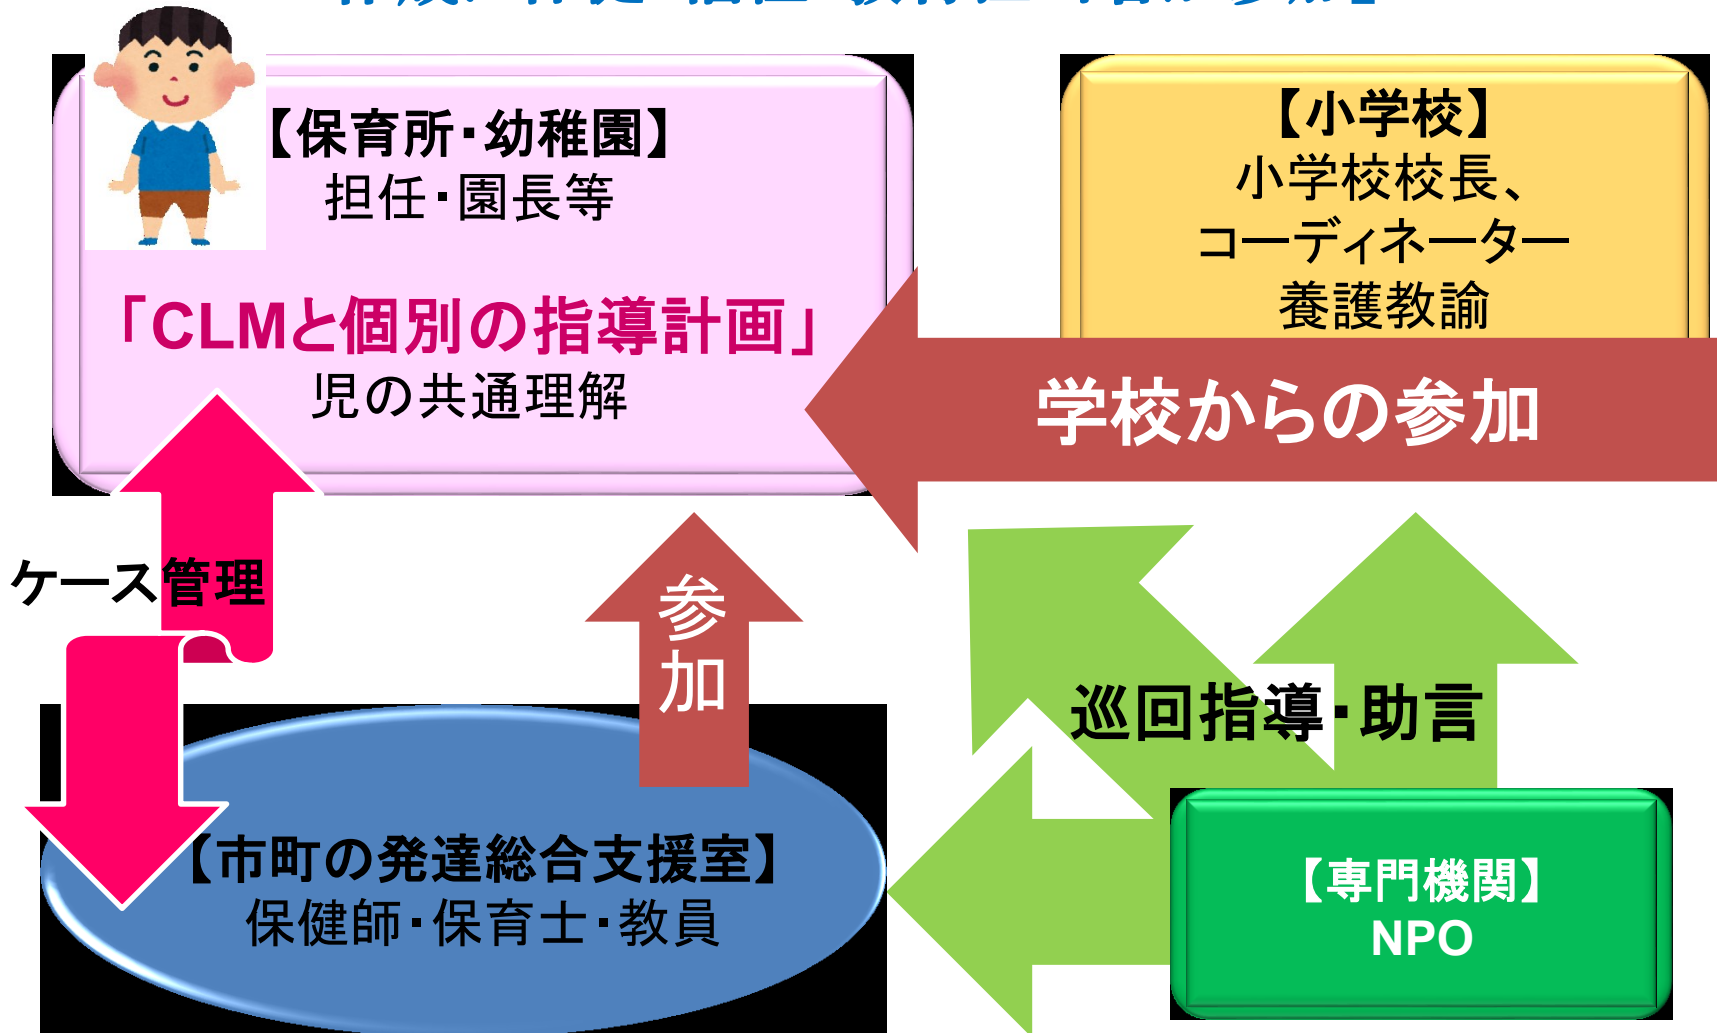 【保育所・幼稚園】
担任・園長等
「CLMと個別の指導計画」
児の共通理解
【小学校】
小学校校長、
コーディネーター
養護教諭
学校からの参加
ケース管理
参加
巡回指導・助言
【市町の発達総合支援室】
保健師・保育士・教員
【専門機関】
NPO